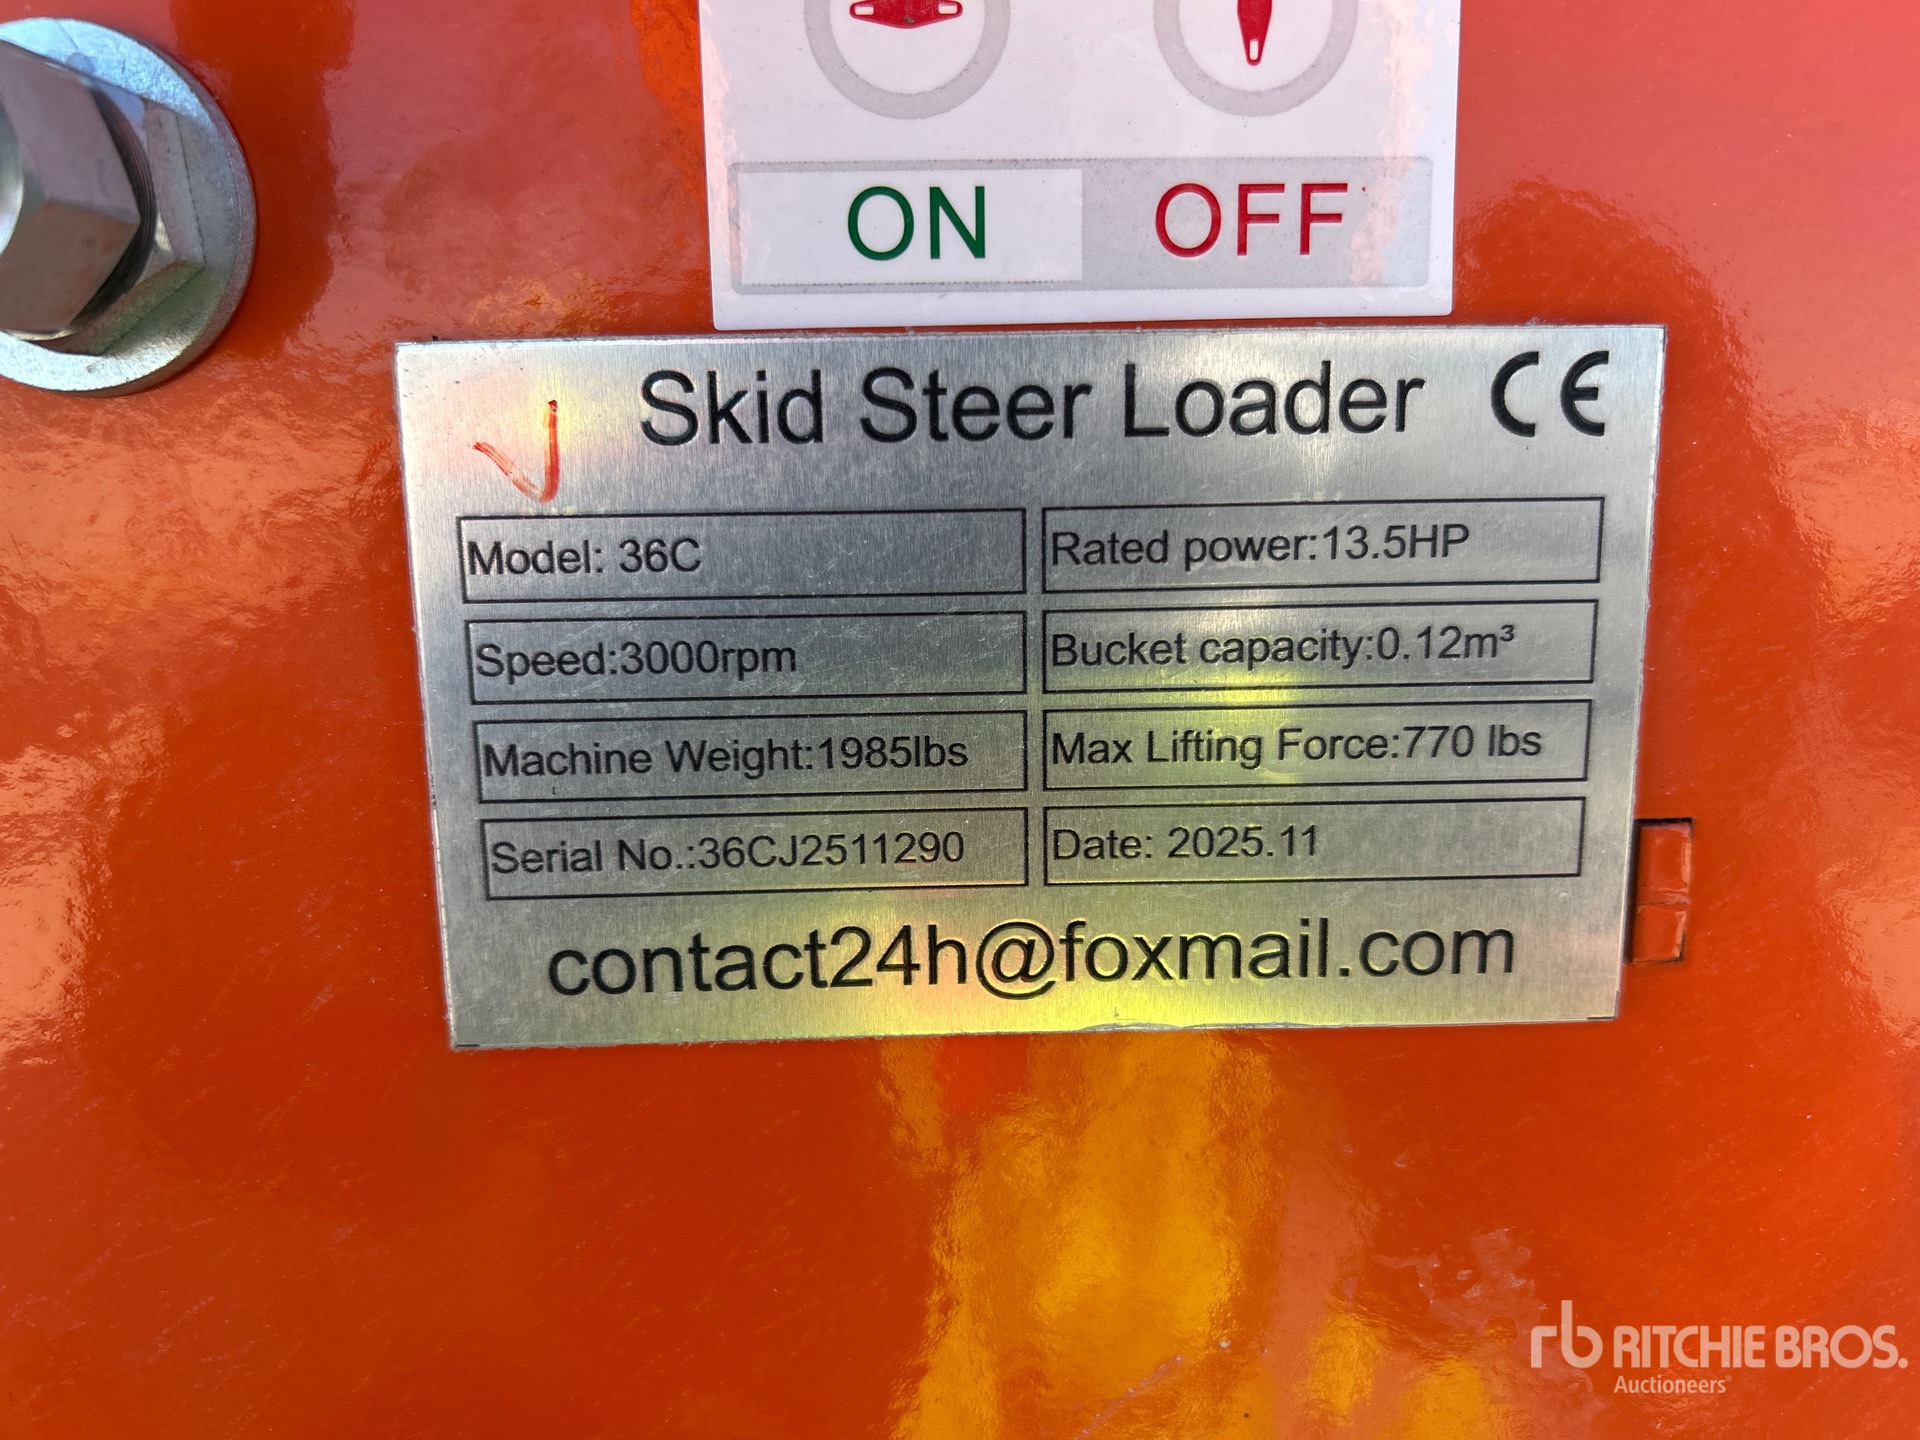 ON OFF
Skid Steer Loader CE
Model: 36C
Rated power:13.5HP
Speed:3000rpm
Bucket capacity:0.12m³
Machine Weight:1985lbs
Max Lifting Force:770 lbs
Serial No.:36CJ2511290
Date: 2025.11
contact24h@foxmail.com
rb RITCHIE BROS.
Auctioneers